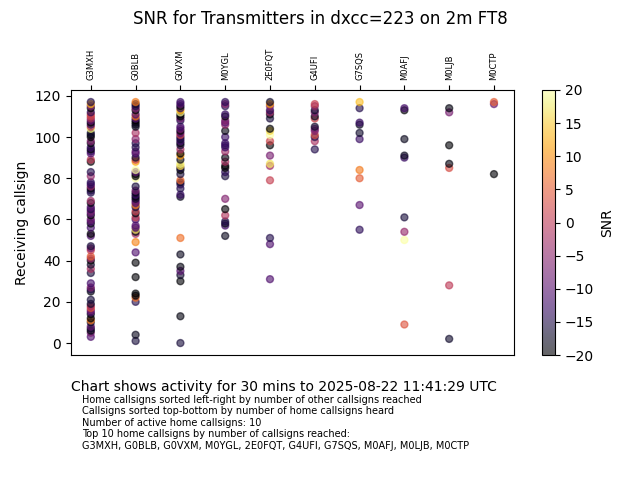 SNR for Transmitters in dxcc=223 on 2m FT8
G3MXH G0BLB G0VXM M0YGL 2E0FQT G4UFI G7SQS M0AFJ M0LJB M0CTP
120
100
80
60
40
20
0
Receiving callsign
20
15
10
5
0
−5
−10
−15
−20
SNR
Chart shows activity for 30 mins to 2025-08-22 11:41:29 UTC
Home callsigns sorted left-right by number of other callsigns reached
Callsigns sorted top-bottom by number of home callsigns heard
Number of active home callsigns: 10
Top 10 home callsigns by number of callsigns reached:
G3MXH, G0BLB, G0VXM, M0YGL, 2E0FQT, G4UFI, G7SQS, M0AFJ, M0LJB, M0CTP